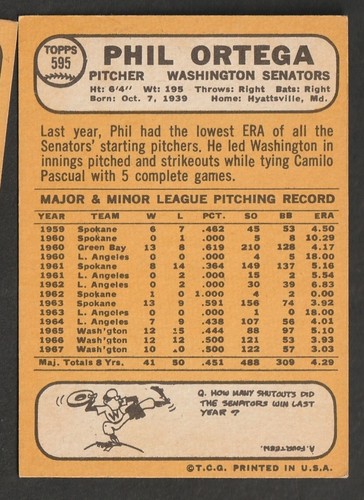 TOPPS
595
PHIL ORTEGA
PITCHER WASHINGTON SENATORS
Ht: 6'4" Wt: 195 Throws: Right Bats: Right
Born: Oct. 7, 1939 Home: Hyattsville, Md.
Last year, Phil had the lowest ERA of all the
Senators' starting pitchers. He led Washington in
innings pitched and strikeouts while tying Camilo
Pascual with 5 complete games.
MAJOR & MINOR LEAGUE PITCHING RECORD
YEAR TEAM W L PCT. SO BB ERA
1959 Spokane 6 7 .462 45 53 4.50
1960 Spokane 0 1 .000 5 8 10.29
1960 Green Bay 13 8 .619 210 128 4.17
1960 L. Angeles 0 0 .000 4 5 18.00
1961 Spokane 8 14 .364 149 137 5.16
1961 L. Angeles 0 2 .000 15 2 5.54
1962 L. Angeles 0 2 .000 30 39 6.83
1962 Spokane 1 0 1.000 4 2 0.00
1963 Spokane 13 9 .591 156 74 3.92
1963 L. Angeles 0 0 .000 1 0 18.00
1964 L. Angeles 7 9 .438 107 56 4.01
1965 Wash'gton 12 15 .444 88 97 5.10
1966 Wash'gton 12 12 .500 121 53 3.93
1967 Wash'gton 10 10 .500 122 57 3.03
Maj. Totals 8 Yrs. 41 50 .451 488 309 4.29
Q. HOW MANY SHUTOUTS DID
THE SENATORS WIN LAST
YEAR ?
A. FOURTEEN.
©T.C.G. PRINTED IN U.S.A.